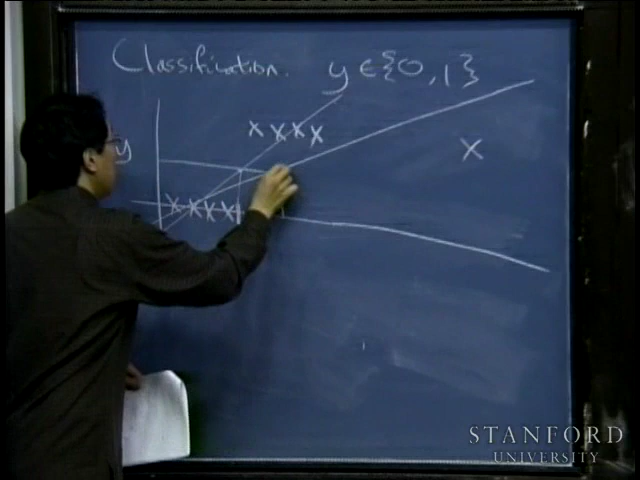 Classification. y ∈ {0, 1}
y
x x x x
x
x x x x
STANFORD
UNIVERSITY